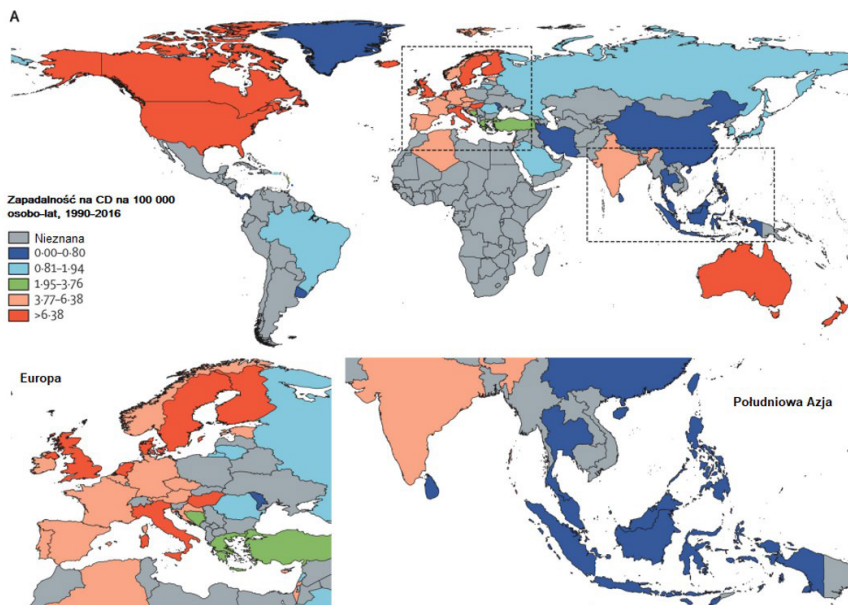 A
Zapadalność na CD na 100 000
osobo-lat, 1990-2016
Nieznana
0·00-0·80
0·81-1·94
1·95-3·76
3·77-6·38
>6·38
Europa
Południowa Azja